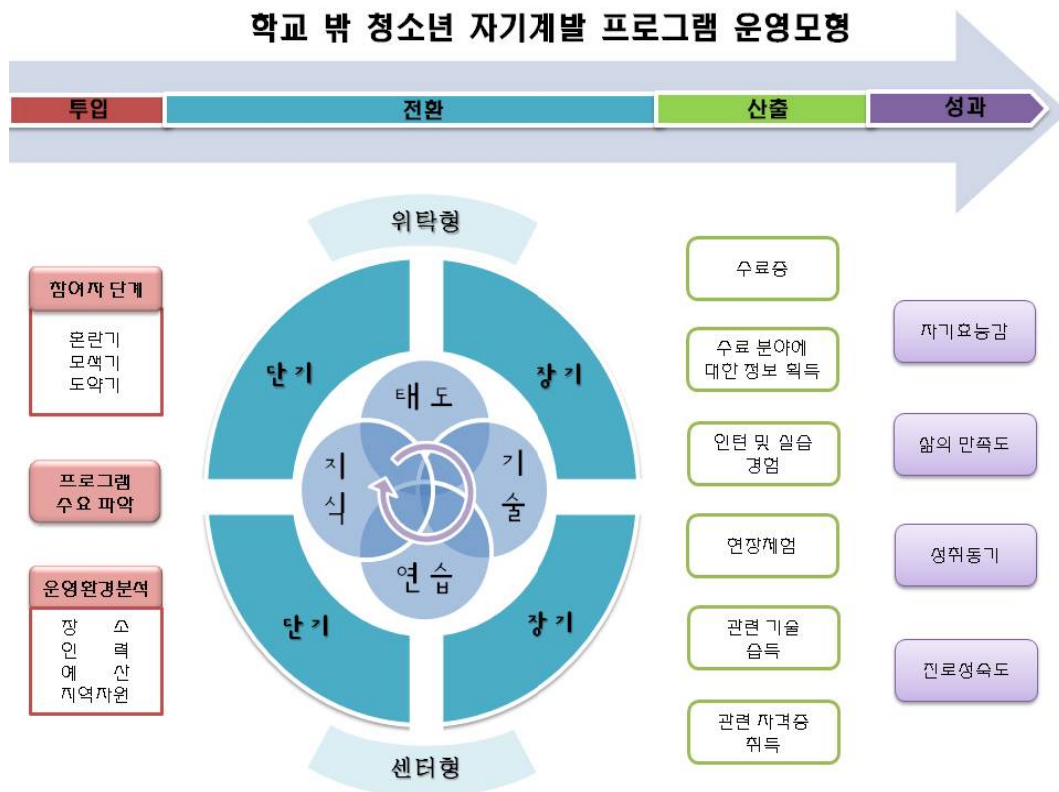 학교 밖 청소년 자기계발 프로그램 운영모형
투입
전환
산출
성과
참여자 단계
혼란기
모색기
도약기
프로그램
수요 파악
운영환경분석
장 소
인 력
예 산
지역자원
위탁형
단기
장기
태도
지식
기술
연습
단기
장기
센터형
수료증
수료 분야에
대한 정보 획득
인턴 및 실습
경험
현장체험
관련 기술
습득
관련 자격증
취득
자기효능감
삶의 만족도
성취동기
진로성숙도